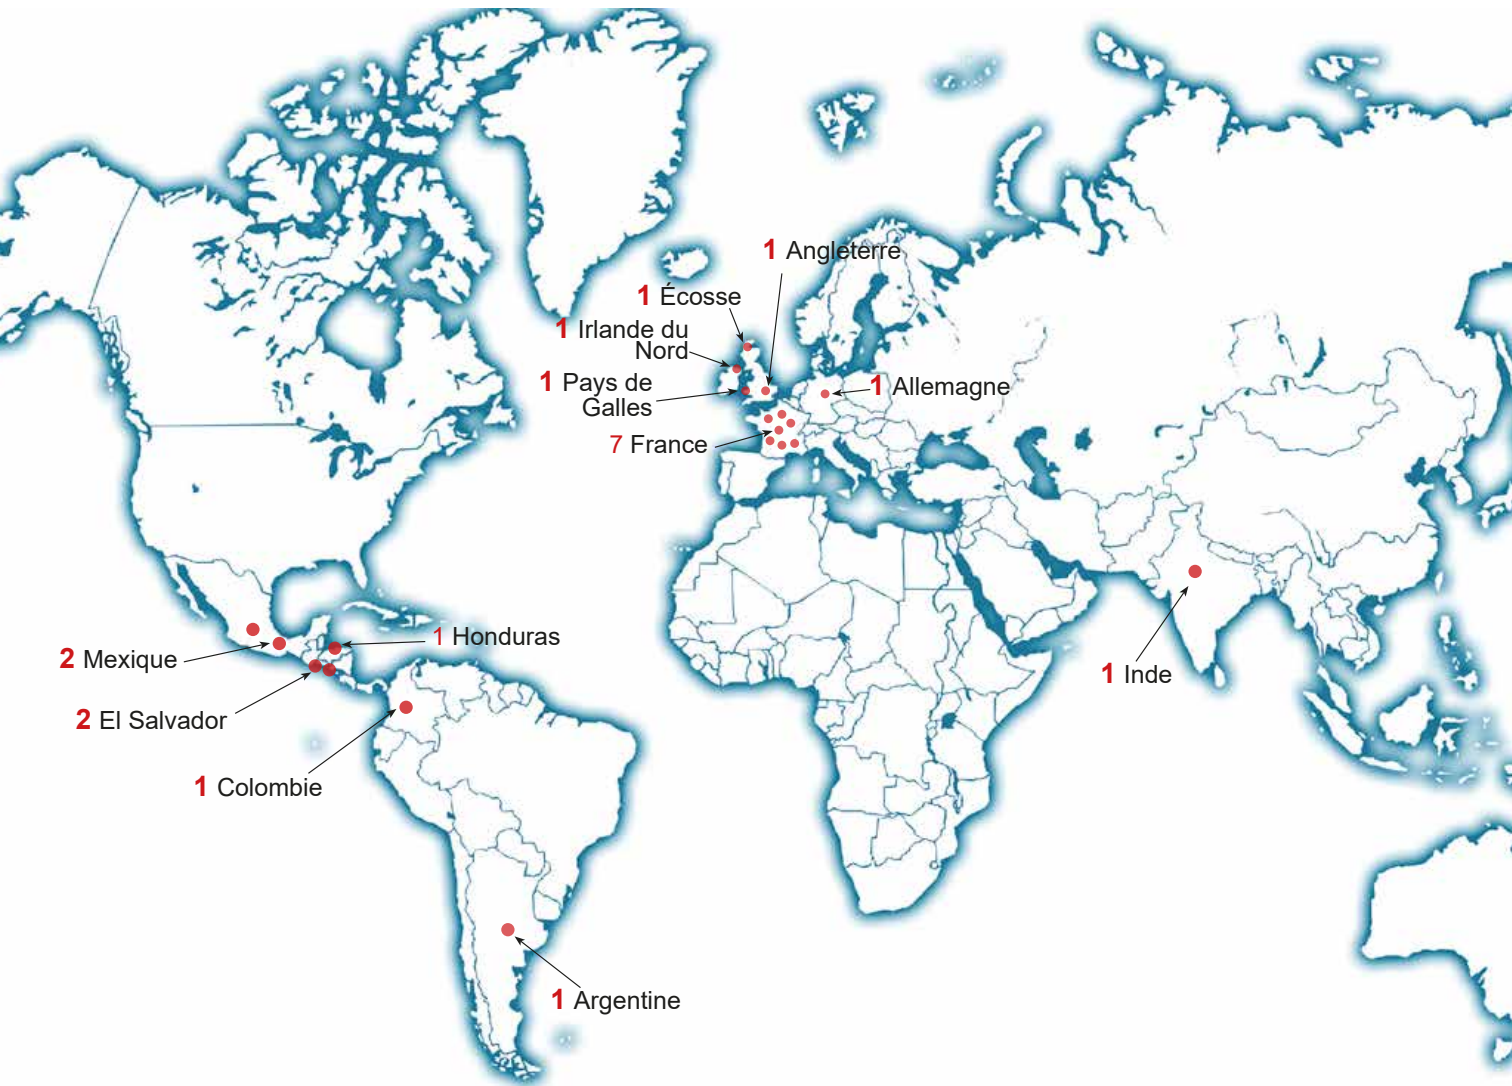 1 Angleterre
1 Écosse
1 Irlande du
Nord
1 Pays de
Galles
1 Allemagne
7 France
1 Honduras
2 Mexique
1 Inde
2 El Salvador
1 Colombie
1 Argentine